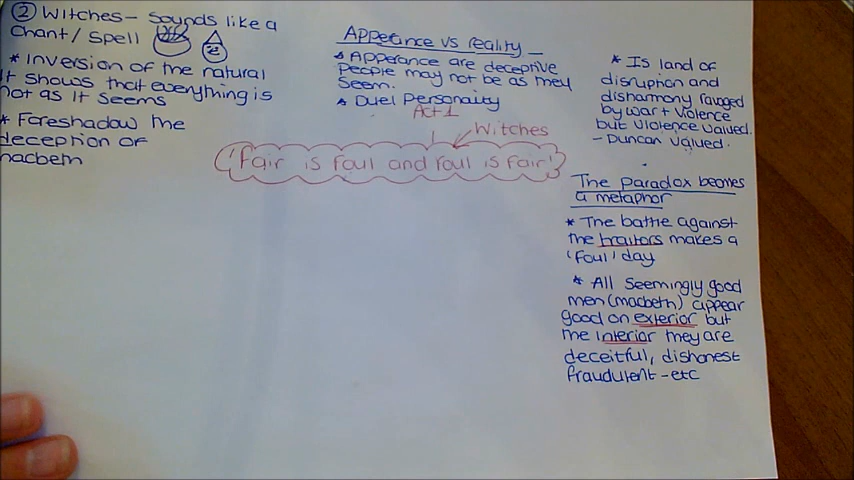 ② Witches - sounds like a
Chant/ Spell
2
* Inversion of the natural
It shows that everything is
not as it seems
* Foreshadow the
deception of
macbeth
Apperance vs reality -
* Apperance are deceptive
People may not be as they
seem.
* Duel Personality
Act 1
Witches
'Fair is Foul and Foul is Fair'
* Is land of
disruption and
disharmony ravaged
by war + violence
but violence valued.
- Duncan valued.
The paradox becomes
a metaphor
* The battle against
the traitors makes a
'Foul' day
* All Seemingly good
men (macbeth) appear
good on exterior but
the interior they are
deceitful, dishonest
fraudulent - etc